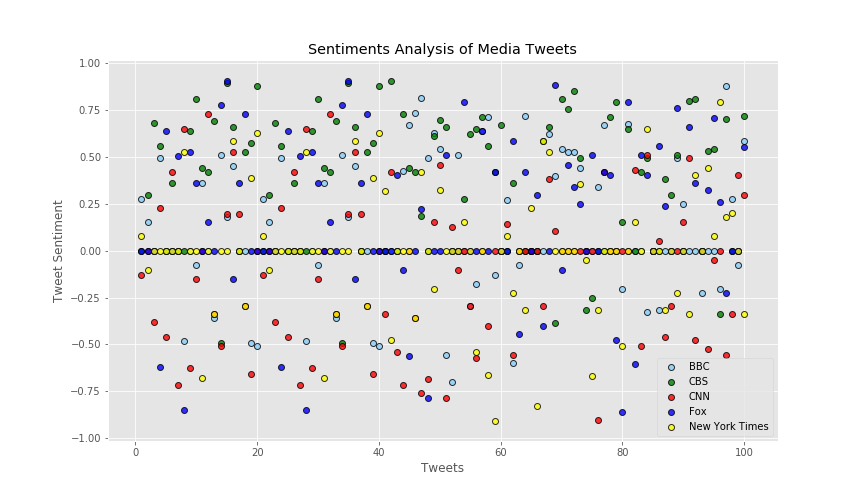 Sentiments Analysis of Media Tweets
1.00
0.75
0.50
0.25
0.00
−0.25
−0.50
−0.75
−1.00
Tweet Sentiment
BBC
CBS
CNN
Fox
New York Times
0 20 40 60 80 100
Tweets